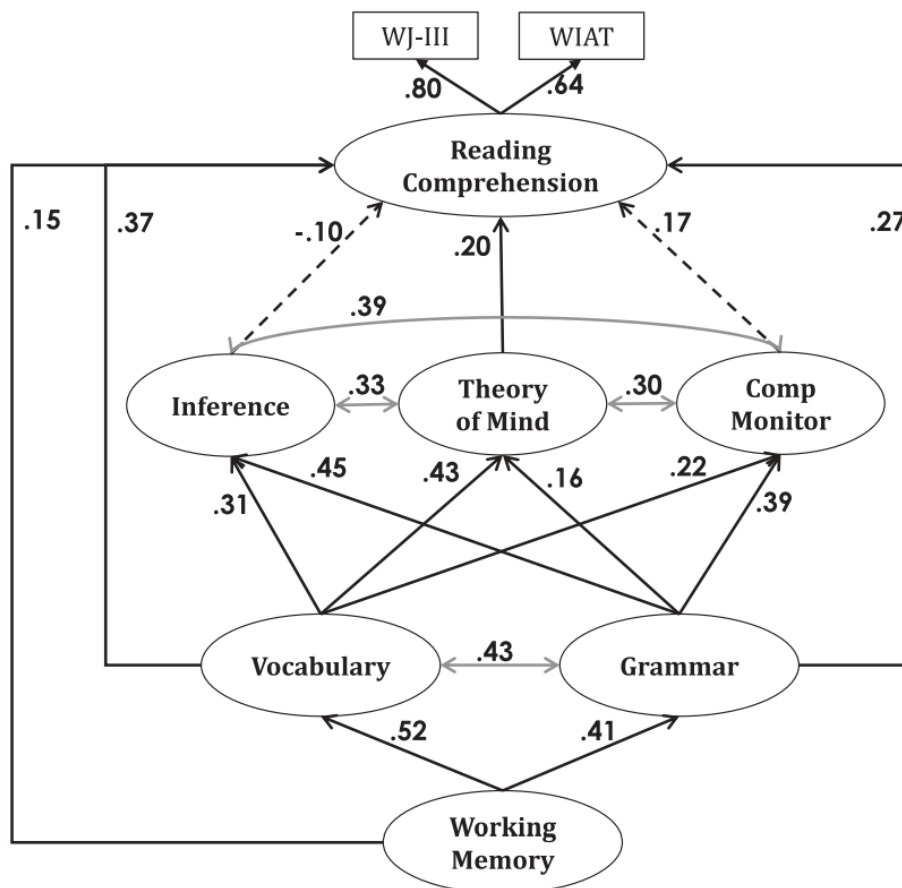 WJ-III WIAT
.80 .64
Reading
Comprehension
.15 .37 -.10 .20 .17 .27
.39
Inference .33 Theory
of Mind .30 Comp
Monitor
.31 .45 .43 .16 .22 .39
Vocabulary .43 Grammar
.52 .41
Working
Memory